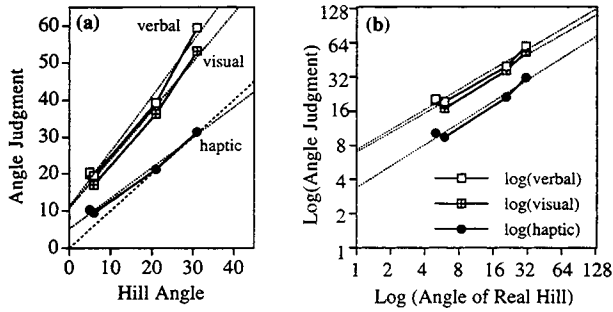 (a)
60
50
40
30
20
10
0
0 10 20 30 40
Angle Judgment
Hill Angle
verbal
visual
haptic
(b)
128
64
32
16
8
4
2
1
1 2 4 8 16 32 64 128
Log(Angle Judgment)
Log (Angle of Real Hill)
log(verbal)
log(visual)
log(haptic)